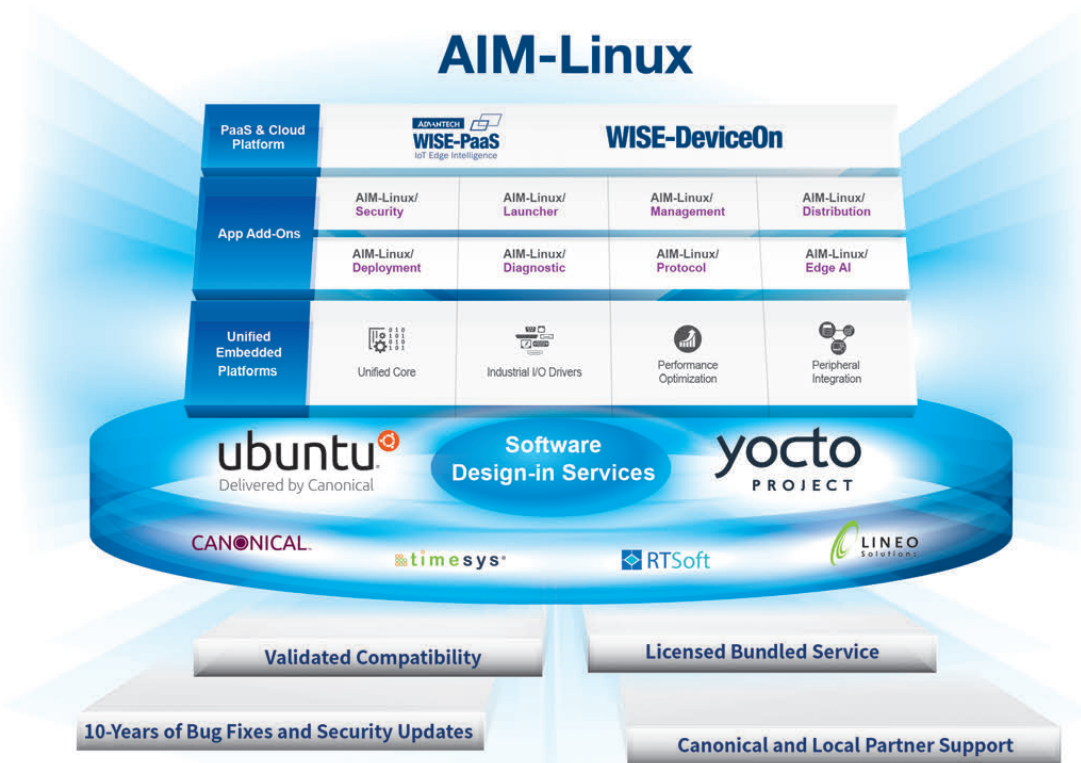 AIM-Linux
PaaS & Cloud
Platform
ADVANTECH
WISE-PaaS
IoT Edge Intelligence
WISE-DeviceOn
App Add-Ons
AIM-Linux/
Security
AIM-Linux/
Launcher
AIM-Linux/
Management
AIM-Linux/
Distribution
AIM-Linux/
Deployment
AIM-Linux/
Diagnostic
AIM-Linux/
Protocol
AIM-Linux/
Edge AI
Unified
Embedded
Platforms
010
101
010
101
Unified Core
Industrial I/O Drivers
Performance
Optimization
Peripheral
Integration
ubuntu
Delivered by Canonical
Software
Design-in Services
yocto
PROJECT
CANONICAL
timesys
RTSoft
LINEO
Solutions
Validated Compatibility
Licensed Bundled Service
10-Years of Bug Fixes and Security Updates
Canonical and Local Partner Support